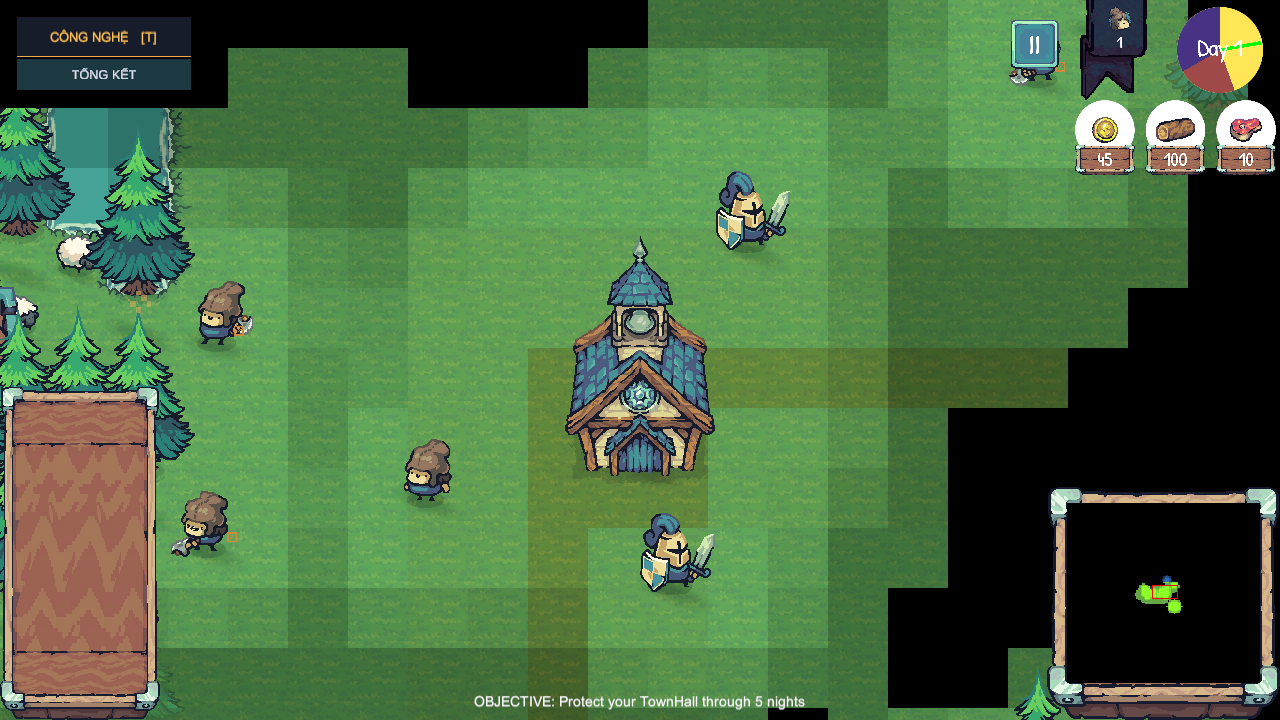 CÔNG NGHỆ [T]
TỔNG KẾT
1
Day 1
45
100
10
OBJECTIVE: Protect your TownHall through 5 nights